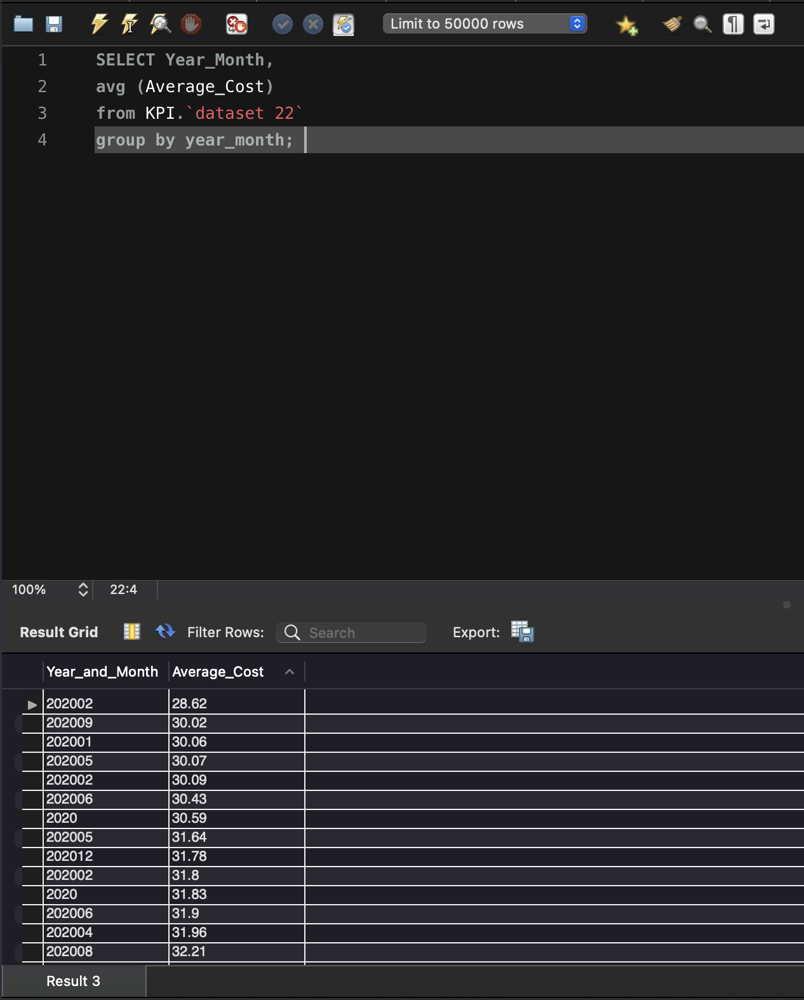 Limit to 50000 rows
1 SELECT Year_Month,
2 avg (Average_Cost)
3 from KPI.`dataset 22`
4 group by year_month;
100% 22:4
Result Grid Filter Rows: Search Export:
Year_and_Month Average_Cost
202002 28.62
202009 30.02
202001 30.06
202005 30.07
202002 30.09
202006 30.43
2020 30.59
202005 31.64
202012 31.78
202002 31.8
2020 31.83
202006 31.9
202004 31.96
202008 32.21
Result 3